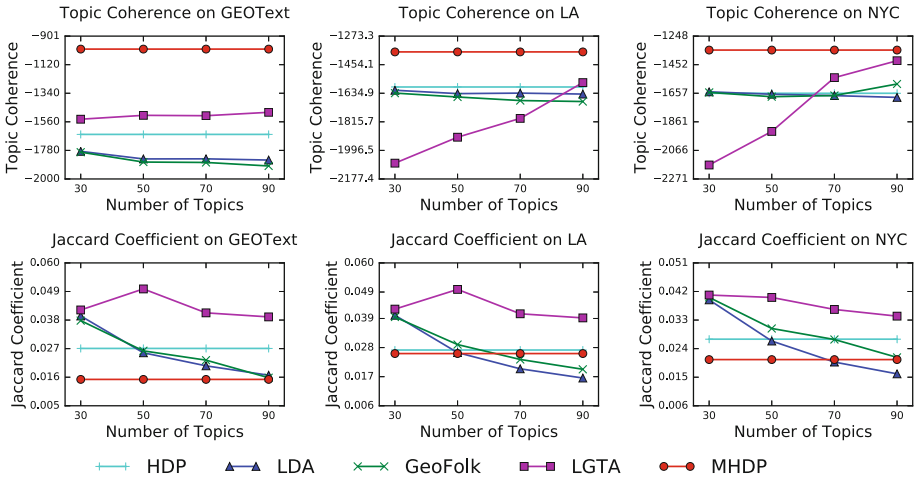 Topic Coherence on GEOText
−901
−1120
−1340
−1560
−1780
−2000
Topic Coherence
30 50 70 90
Number of Topics
Topic Coherence on LA
−1273.3
−1454.1
−1634.9
−1815.7
−1996.5
−2177.4
Topic Coherence
30 50 70 90
Number of Topics
Topic Coherence on NYC
−1248
−1452
−1657
−1861
−2066
−2271
Topic Coherence
30 50 70 90
Number of Topics
Jaccard Coefficient on GEOText
0.060
0.049
0.038
0.027
0.016
0.005
Jaccard Coefficient
30 50 70 90
Number of Topics
Jaccard Coefficient on LA
0.060
0.049
0.038
0.027
0.017
0.006
Jaccard Coefficient
30 50 70 90
Number of Topics
Jaccard Coefficient on NYC
0.051
0.042
0.033
0.024
0.015
0.006
Jaccard Coefficient
30 50 70 90
Number of Topics
HDP LDA GeoFolk LGTA MHDP